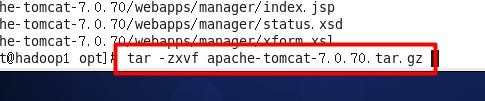 he-tomcat-7.0.70/webapps/manager/index.jsp
he-tomcat-7.0.70/webapps/manager/status.xsd
he-tomcat-7.0.70/webapps/manager/xform.xsl
t@hadoop1 opt]# tar -zxvf apache-tomcat-7.0.70.tar.gz